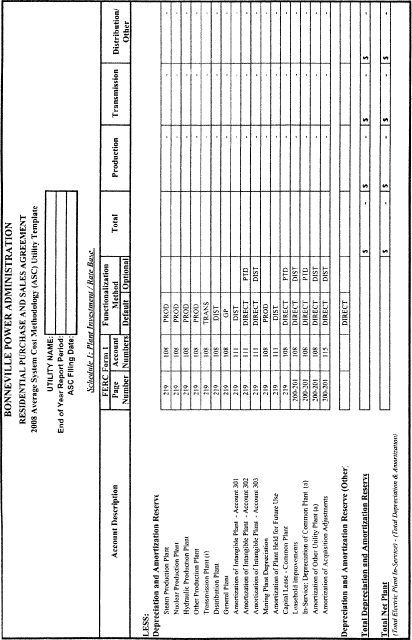 BONNEVILLE POWER ADMINISTRATION
RESIDENTIAL PURCHASE AND SALES AGREEMENT
2008 Average System Cost Methodology (ASC) Utility Template
UTILITY NAME:
End of Year Report Period:
ASC Filing Date:
Schedule 1: Plant Investment / Rate Base
Account Description FERC Form 1 Page Number Account Numbers Functionalization Method Default Optional Total Production Transmission Distribution/ Other
LESS:
Depreciation and Amortization Reserve
Steam Production Plant 219 108 PROD - - -
Nuclear Production Plant 219 108 PROD - - -
Hydraulic Production Plant 219 108 PROD - - -
Other Production Plant 219 108 PROD - - -
Transmission Plant (i) 219 108 TRANS - - -
Distribution Plant 219 108 DIST - - -
General Plant 219 108 GP - - -
Amortization of Intangible Plant - Account 301 219 111 DIST - - -
Amortization of Intangible Plant - Account 302 219 111 DIRECT PTD - - -
Amortization of Intangible Plant - Account 303 219 111 DIRECT DIST - - -
Mining Plant Depreciation 219 108 PROD - - -
Amortization of Plant Held for Future Use 219 111 DIST - - -
Capital Lease - Common Plant 219 108 DIRECT PTD - - -
Leasehold Improvements 200-201 108 DIRECT DIST - - -
In-Service: Depreciation of Common Plant (a) 200-201 108 DIRECT PTD - - -
Amortization of Other Utility Plant (a) 200-201 108 DIRECT DIST - - -
Amortization of Acquisition Adjustments 200-201 115 DIRECT DIST - - -
Depreciation and Amortization Reserve (Other) DIRECT - - -
Total Depreciation and Amortization Reserve $ - $ - $ - $ -
Total Net Plant $ - $ - $ - $ -
(Total Electric Plant In-Service) - (Total Depreciation & Amortization)